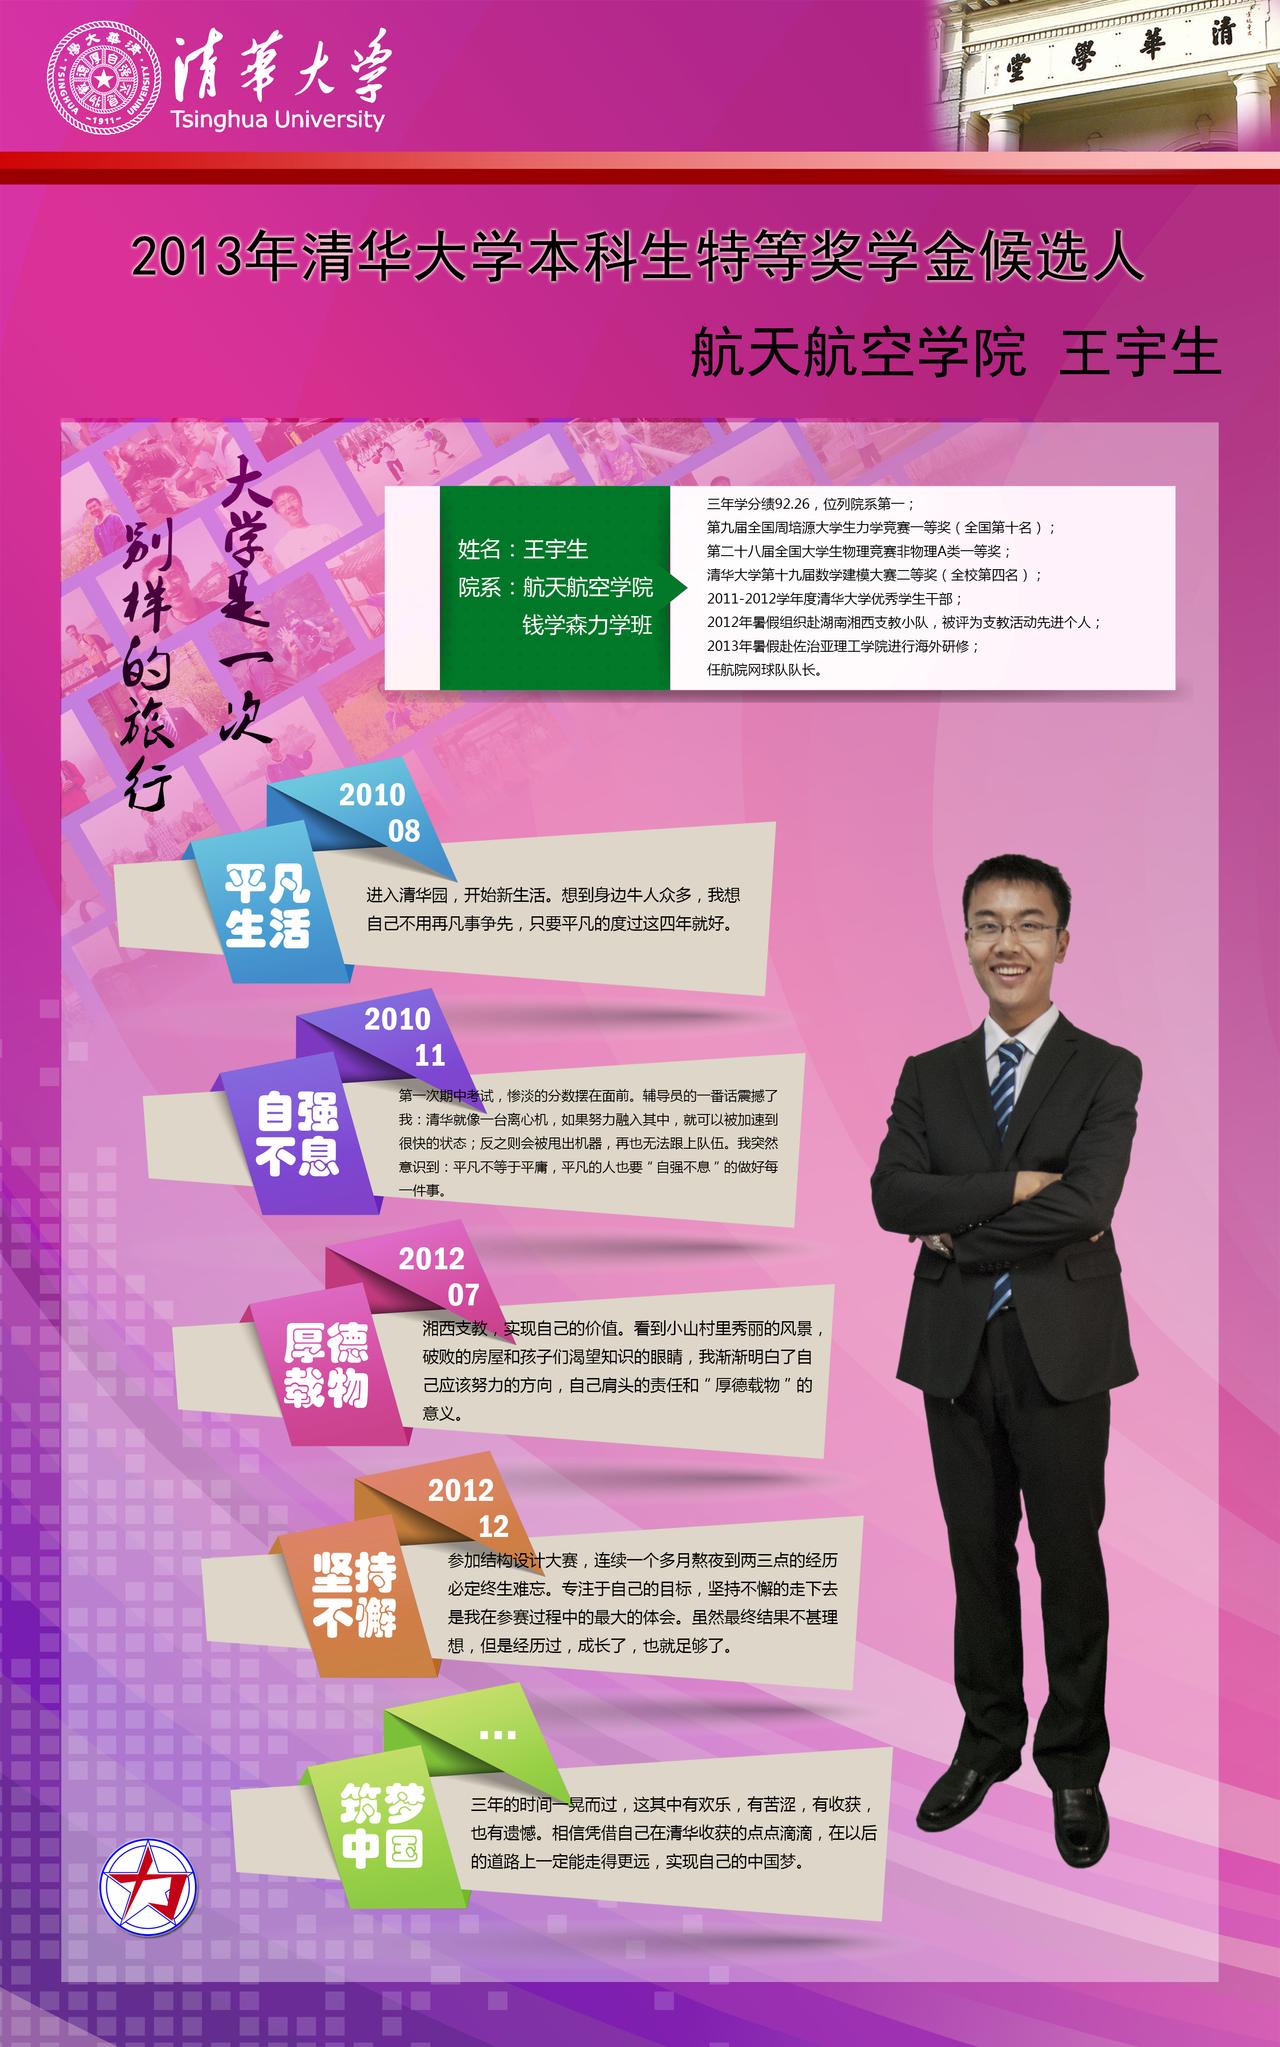 清華大学
Tsinghua University
TSINGHUA UNIVERSITY
-1911-
清華學堂
2013年清华大学本科生特等奖学金候选人
航天航空学院 王宇生
大学是一次
别样的旅行
姓名：王宇生
院系：航天航空学院
钱学森力学班
三年学分绩92.26，位列院系第一；
第九届全国周培源大学生力学竞赛一等奖（全国第十名）；
第二十八届全国大学生物理竞赛非物理A类一等奖；
清华大学第十九届数学建模大赛二等奖（全校第四名）；
2011-2012学年度清华大学优秀学生干部；
2012年暑假组织赴湖南湘西支教小队，被评为支教活动先进个人；
2013年暑假赴佐治亚理工学院进行海外研修；
任航院网球队队长。
2010
08
平凡
生活
进入清华园，开始新生活。想到身边牛人众多，我想
自己不用再凡事争先，只要平凡的度过这四年就好。
2010
11
自强
不息
第一次期中考试，惨淡的分数摆在面前。辅导员的一番话震撼了
我：清华就像一台离心机，如果努力融入其中，就可以被加速到
很快的状态；反之则会被甩出机器，再也无法跟上队伍。我突然
意识到：平凡不等于平庸，平凡的人也要“自强不息”的做好每
一件事。
2012
07
厚德
载物
湘西支教，实现自己的价值。看到小山村里秀丽的风景，
破败的房屋和孩子们渴望知识的眼睛，我渐渐明白了自
己应该努力的方向，自己肩头的责任和“厚德载物”的
意义。
2012
12
坚持
不懈
参加结构设计大赛，连续一个多月熬夜到两三点的经历
必定终生难忘。专注于自己的目标，坚持不懈的走下去
是我在参赛过程中的最大的体会。虽然最终结果不甚理
想，但是经历过，成长了，也就足够了。
...
筑梦
中国
三年的时间一晃而过，这其中有欢乐，有苦涩，有收获，
也有遗憾。相信凭借自己在清华收获的点点滴滴，在以后
的道路上一定能走得更远，实现自己的中国梦。
力